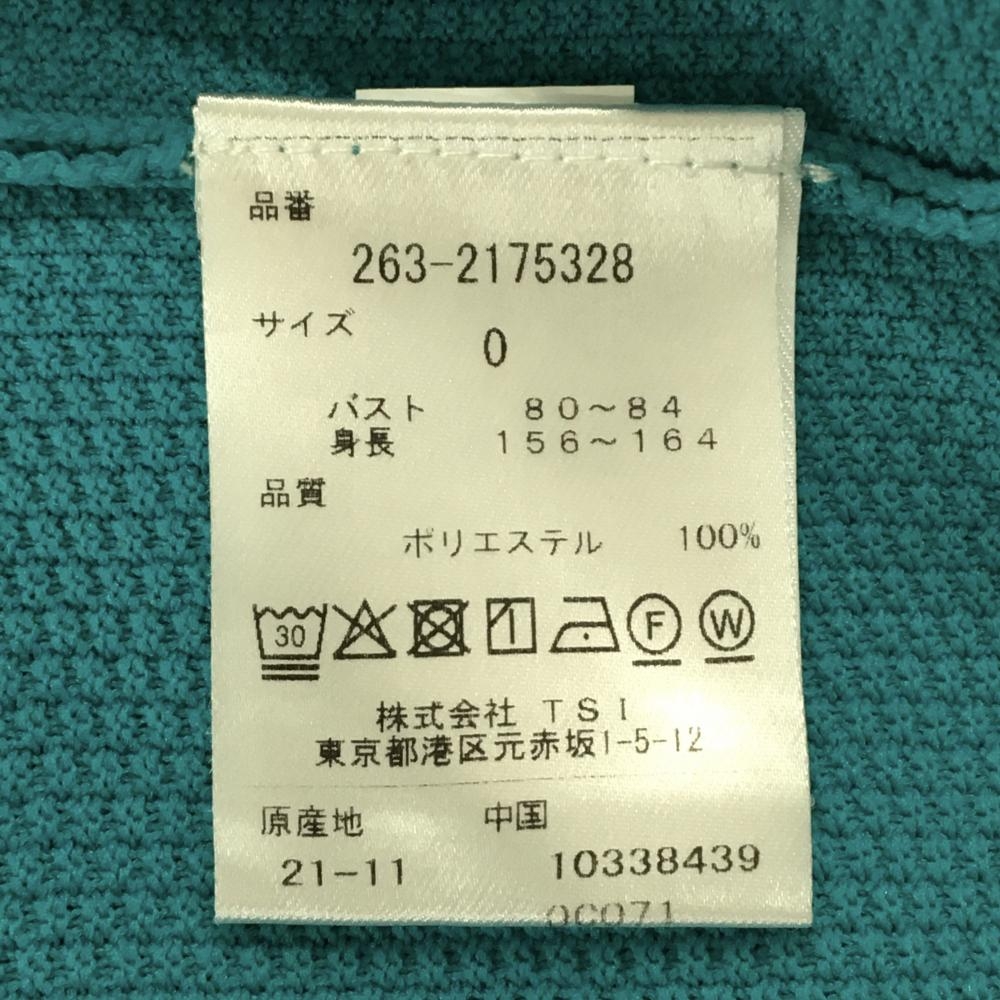 品番
263-2175328
サイズ
0
バスト 80～84
身長 156～164
品質
ポリエステル 100%
30 F W
株式会社 TSI
東京都港区元赤坂1-5-12
原産地 中国
21-11 10338439
0C071